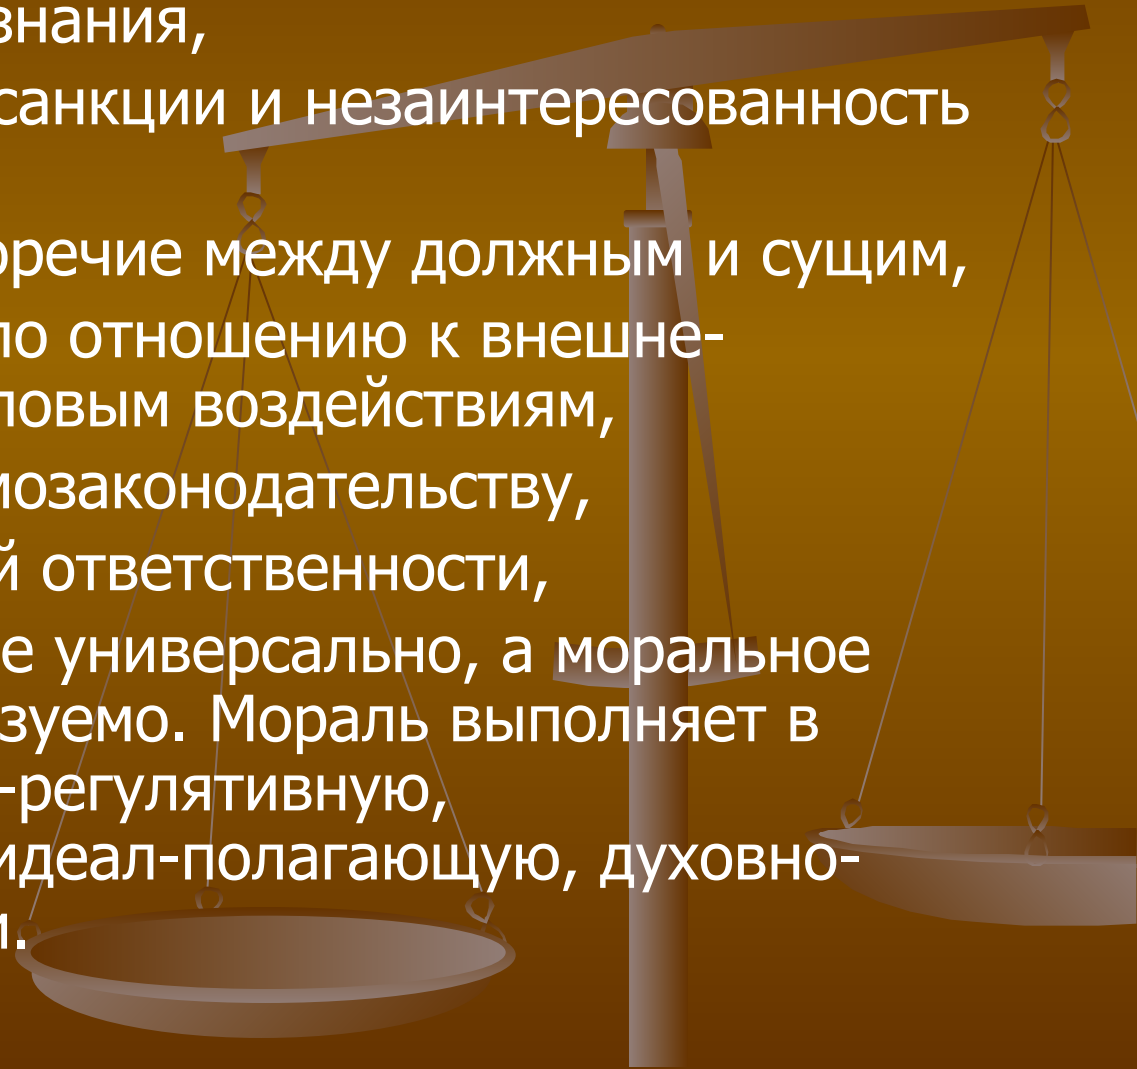 знания,
санкции и незаинтересованность
оречие между должным и сущим,
по отношению к внешне-
ловым воздействиям,
мозаконодательству,
й ответственности,
е универсально, а моральное
зуемо. Мораль выполняет в
-регулятивную,
идеал-полагающую, духовно-
и.